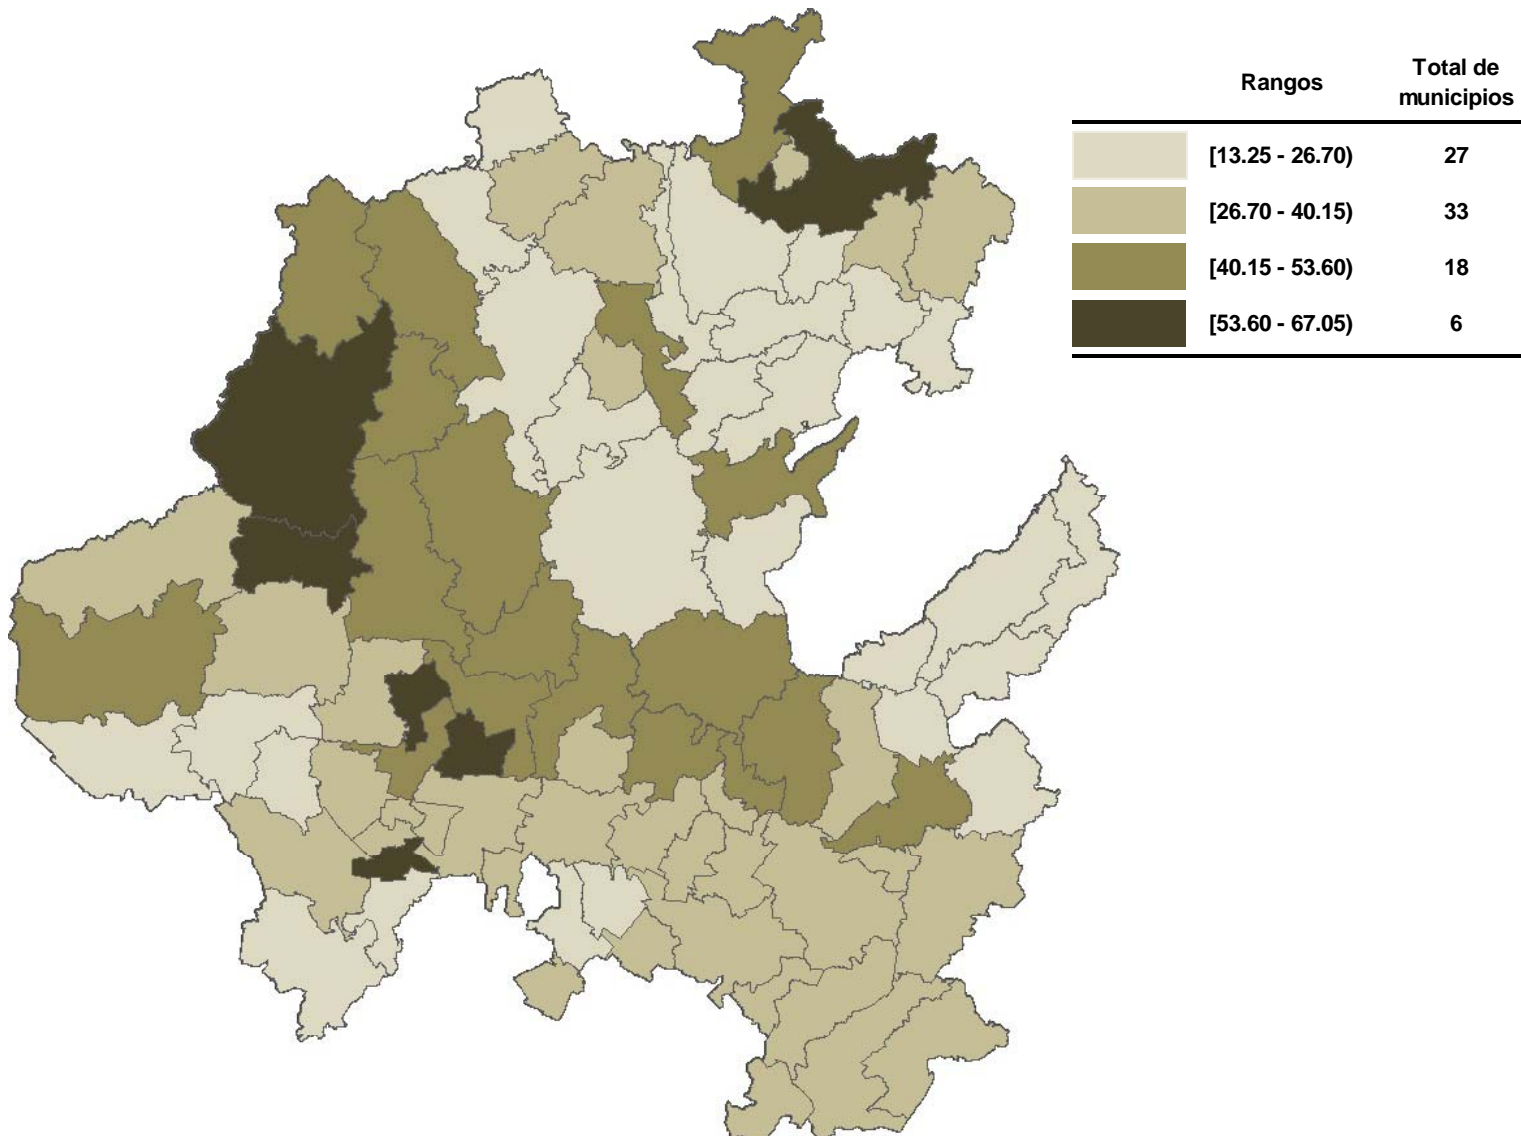 Rangos
Total de
municipios
[13.25 - 26.70)
27
[26.70 - 40.15)
33
[40.15 - 53.60)
18
[53.60 - 67.05)
6